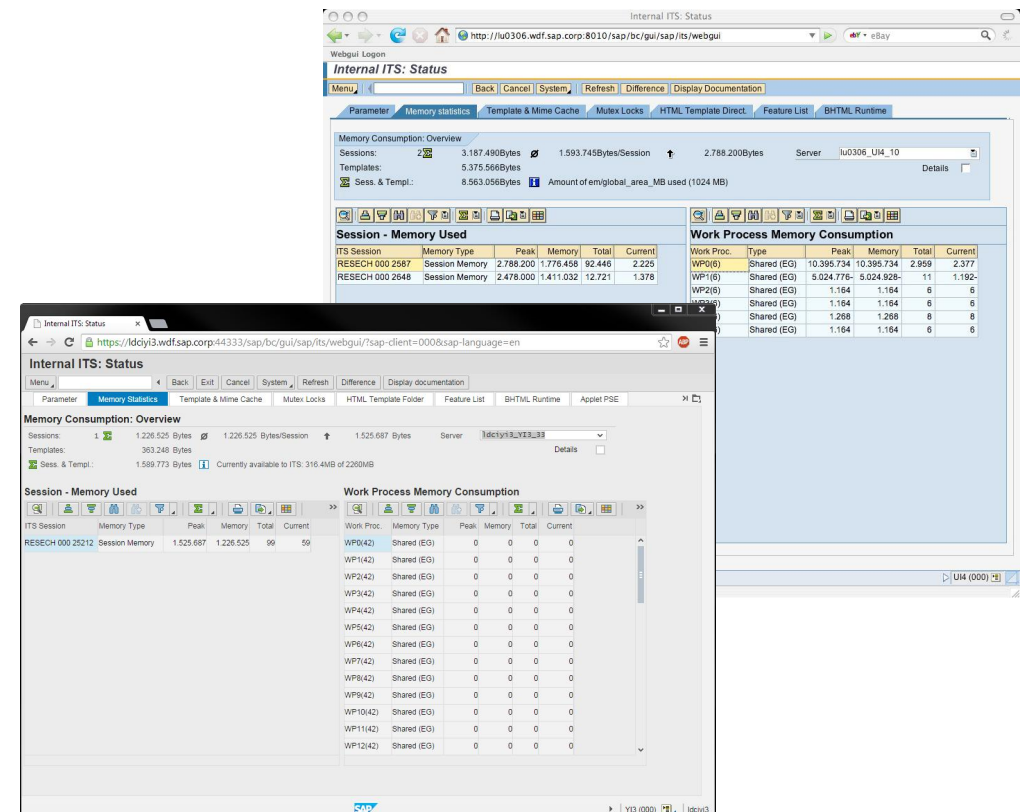 Internal ITS: Status
http://lu0306.wdf.sap.corp:8010/sap/bc/gui/sap/its/webgui
ebY eBay
Webgui Logon
Internal ITS: Status
Menu Back Cancel System Refresh Difference Display Documentation
Parameter Memory statistics Template & Mime Cache Mutex Locks HTML Template Direct. Feature List BHTML Runtime
Memory Consumption: Overview
Sessions: 2 3.187.490Bytes ø 1.593.745Bytes/Session 2.788.200Bytes Server lu0306_UI4_10
Templates: 5.375.566Bytes Details
Sess. & Templ.: 8.563.056Bytes Amount of em/global_area_MB used (1024 MB)
Session - Memory Used
ITS Session Memory Type Peak Memory Total Current
RESECH 000 2587 Session Memory 2.788.200 1.776.458 92.446 2.225
RESECH 000 2648 Session Memory 2.478.000 1.411.032 12.721 1.378
Work Process Memory Consumption
Work Proc. Type Peak Memory Total Current
WP0(6) Shared (EG) 10.395.734 10.395.734 2.959 2.377
WP1(6) Shared (EG) 5.024.776- 5.024.928- 11 1.192-
WP2(6) Shared (EG) 1.164 1.164 6 6
Shared (EG) 1.164 1.164 6 6
Shared (EG) 1.268 1.268 8 8
Shared (EG) 1.164 1.164 6 6
UI4 (000)
Internal ITS: Status
https://ldciyi3.wdf.sap.corp:44333/sap/bc/gui/sap/its/webgui/?sap-client=000&sap-language=en
ABP
Internal ITS: Status
Menu Back Exit Cancel System Refresh Difference Display documentation
Parameter Memory Statistics Template & Mime Cache Mutex Locks HTML Template Folder Feature List BHTML Runtime Applet PSE
Memory Consumption: Overview
Sessions: 1 1.226.525 Bytes ø 1.226.525 Bytes/Session 1.525.687 Bytes Server ldciyi3_YI3_33
Templates: 363.248 Bytes Details
Sess. & Templ.: 1.589.773 Bytes Currently available to ITS: 316.4MB of 2260MB
Session - Memory Used
ITS Session Memory Type Peak Memory Total Current
RESECH 000 25212 Session Memory 1.525.687 1.226.525 99 59
Work Process Memory Consumption
Work Proc. Memory Type Peak Memory Total Current
WP0(42) Shared (EG) 0 0 0 0
WP1(42) Shared (EG) 0 0 0 0
WP2(42) Shared (EG) 0 0 0 0
WP3(42) Shared (EG) 0 0 0 0
WP4(42) Shared (EG) 0 0 0 0
WP5(42) Shared (EG) 0 0 0 0
WP6(42) Shared (EG) 0 0 0 0
WP7(42) Shared (EG) 0 0 0 0
WP8(42) Shared (EG) 0 0 0 0
WP9(42) Shared (EG) 0 0 0 0
WP10(42) Shared (EG) 0 0 0 0
WP11(42) Shared (EG) 0 0 0 0
WP12(42) Shared (EG) 0 0 0 0
SAP YI3 (000) ldciyi3